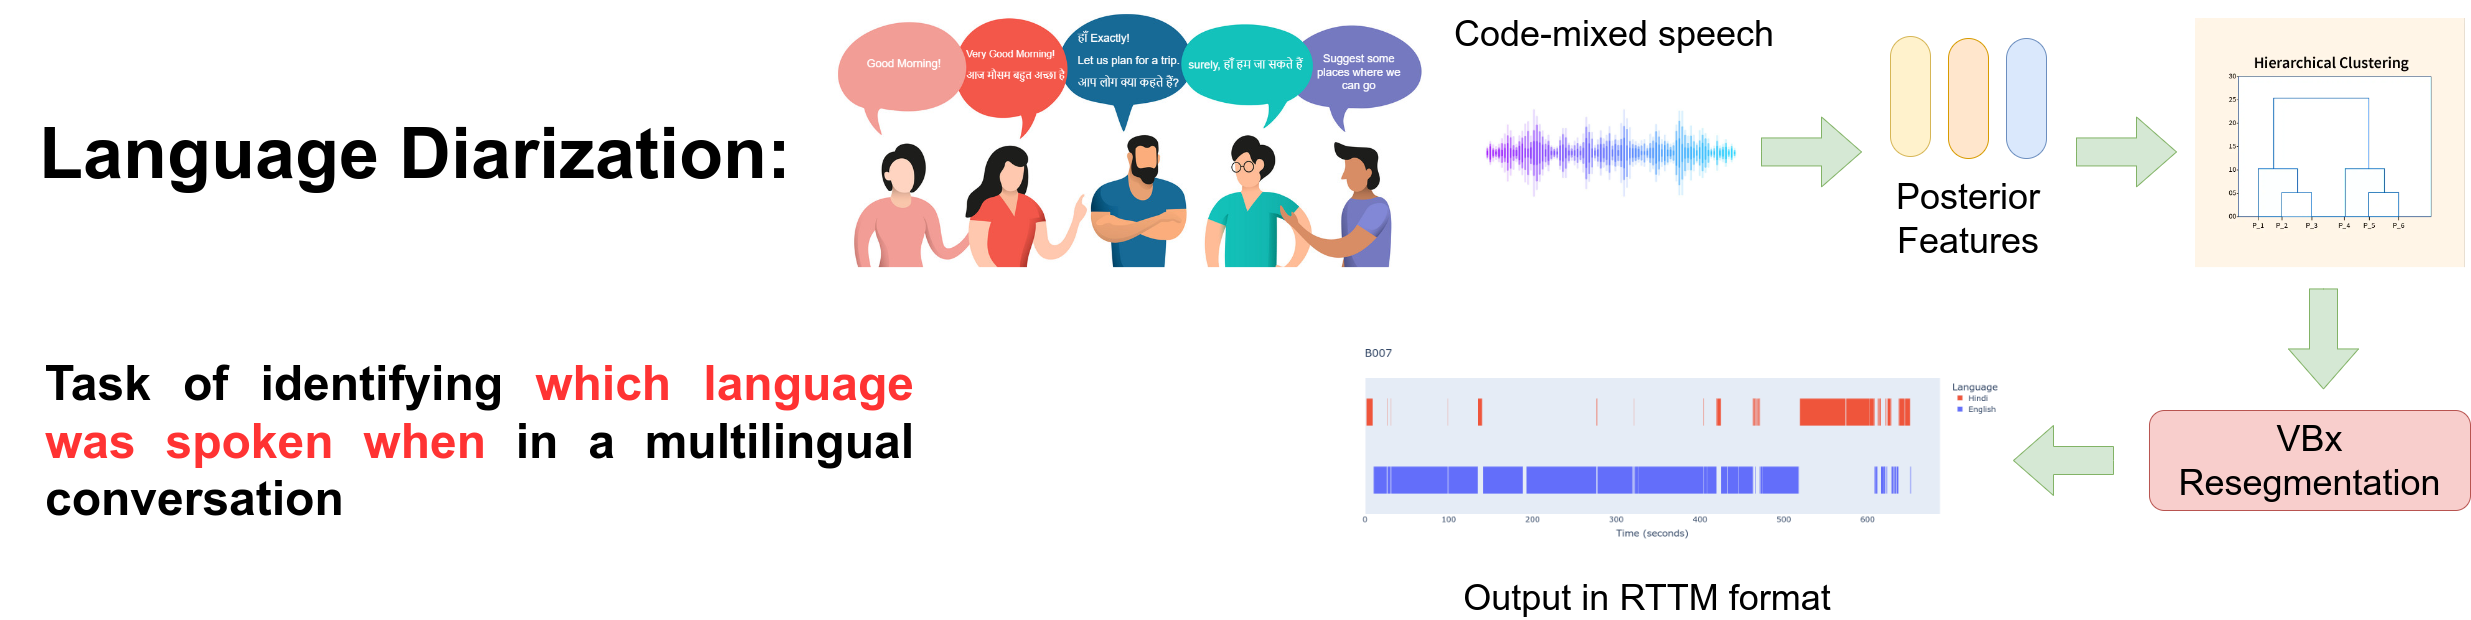 Language Diarization:
Good Morning!
Very Good Morning!
आज मौसम बहुत अच्छा है
हाँ Exactly!
Let us plan for a trip.
आप लोग क्या कहते हैं?
surely, हाँ हम जा सकते हैं
Suggest some
places where we
can go
Code-mixed speech
Posterior
Features
Hierarchical Clustering
30
25
20
15
10
05
00
P_1 P_2 P_3 P_4 P_5 P_6
Task of identifying which language
was spoken when in a multilingual
conversation
B007
Language
Hindi
English
0 100 200 300 400 500 600
Time (seconds)
VBx
Resegmentation
Output in RTTM format